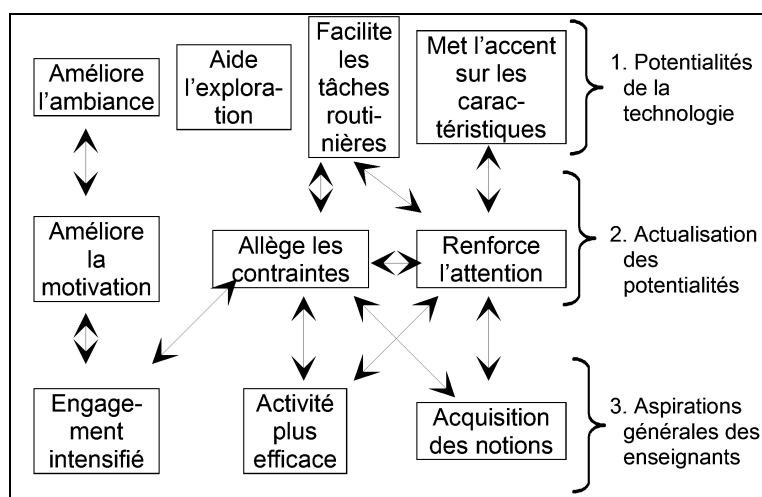 Améliore
l'ambiance
Aide
l'explora-
tion
Facilite
les
tâches
routi-
nières
Met l'accent
sur les
carac-
téristiques
1. Potentialités
de la
technologie
Améliore
la
motivation
Allège les
contraintes
Renforce
l'attention
2. Actualisation
des
potentialités
Engage-
ment
intensifié
Activité
plus
efficace
Acquisition
des notions
3. Aspirations
générales des
enseignants